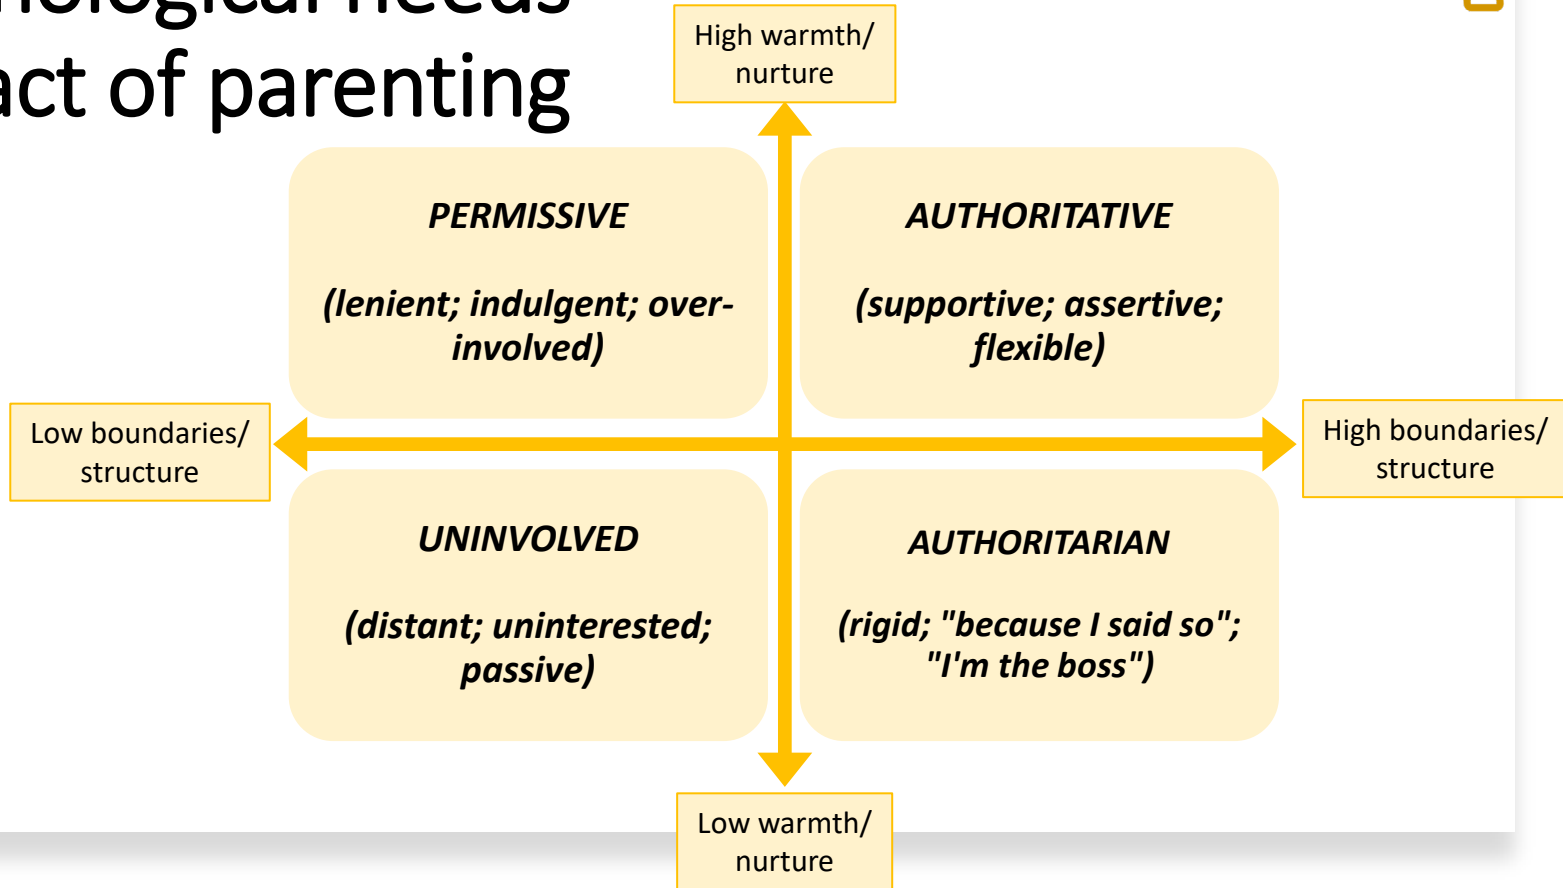 act of parenting
High warmth/
nurture
PERMISSIVE
(lenient; indulgent; over-
involved)
AUTHORITATIVE
(supportive; assertive;
flexible)
Low boundaries/
structure
High boundaries/
structure
UNINVOLVED
(distant; uninterested;
passive)
AUTHORITARIAN
(rigid; "because I said so";
"I'm the boss")
Low warmth/
nurture